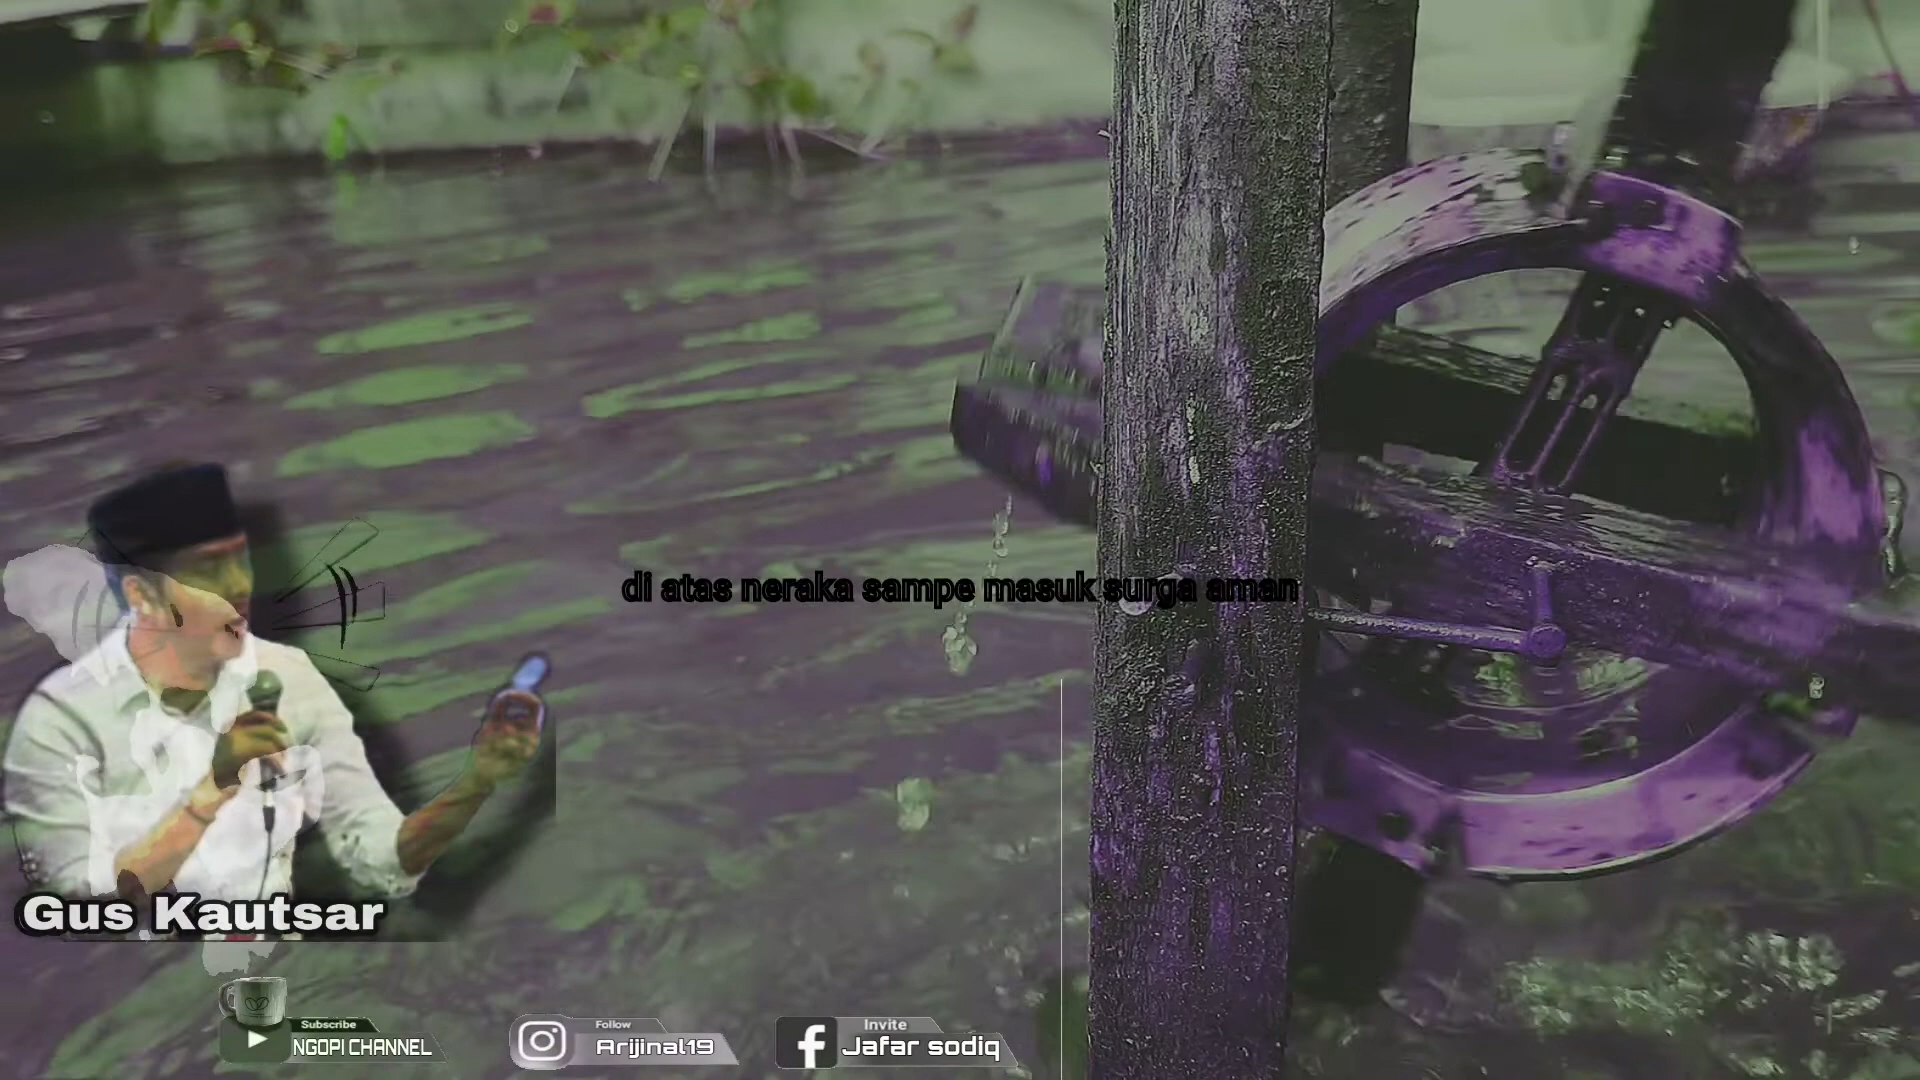 di atas neraka sampe masuk surga aman
Gus Kautsar
Subscribe
NGOPI CHANNEL
Follow
Arijinal19
Invite
Jafar sodiq